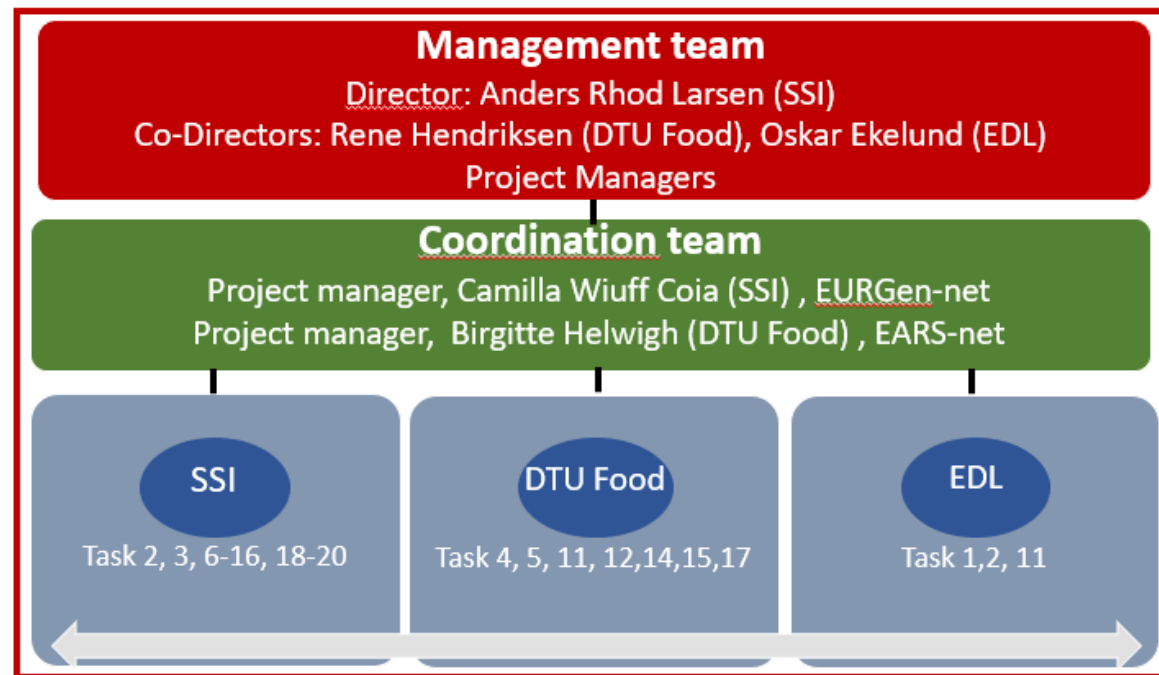 Management team
Director: Anders Rhod Larsen (SSI)
Co-Directors: Rene Hendriksen (DTU Food), Oskar Ekelund (EDL)
Project Managers
Coordination team
Project manager, Camilla Wiuff Coia (SSI) , EURGen-net
Project manager,  Birgitte Helwigh (DTU Food) , EARS-net
SSI
Task 2, 3, 6-16, 18-20
DTU Food
Task 4, 5, 11, 12,14,15,17
EDL
Task 1,2, 11